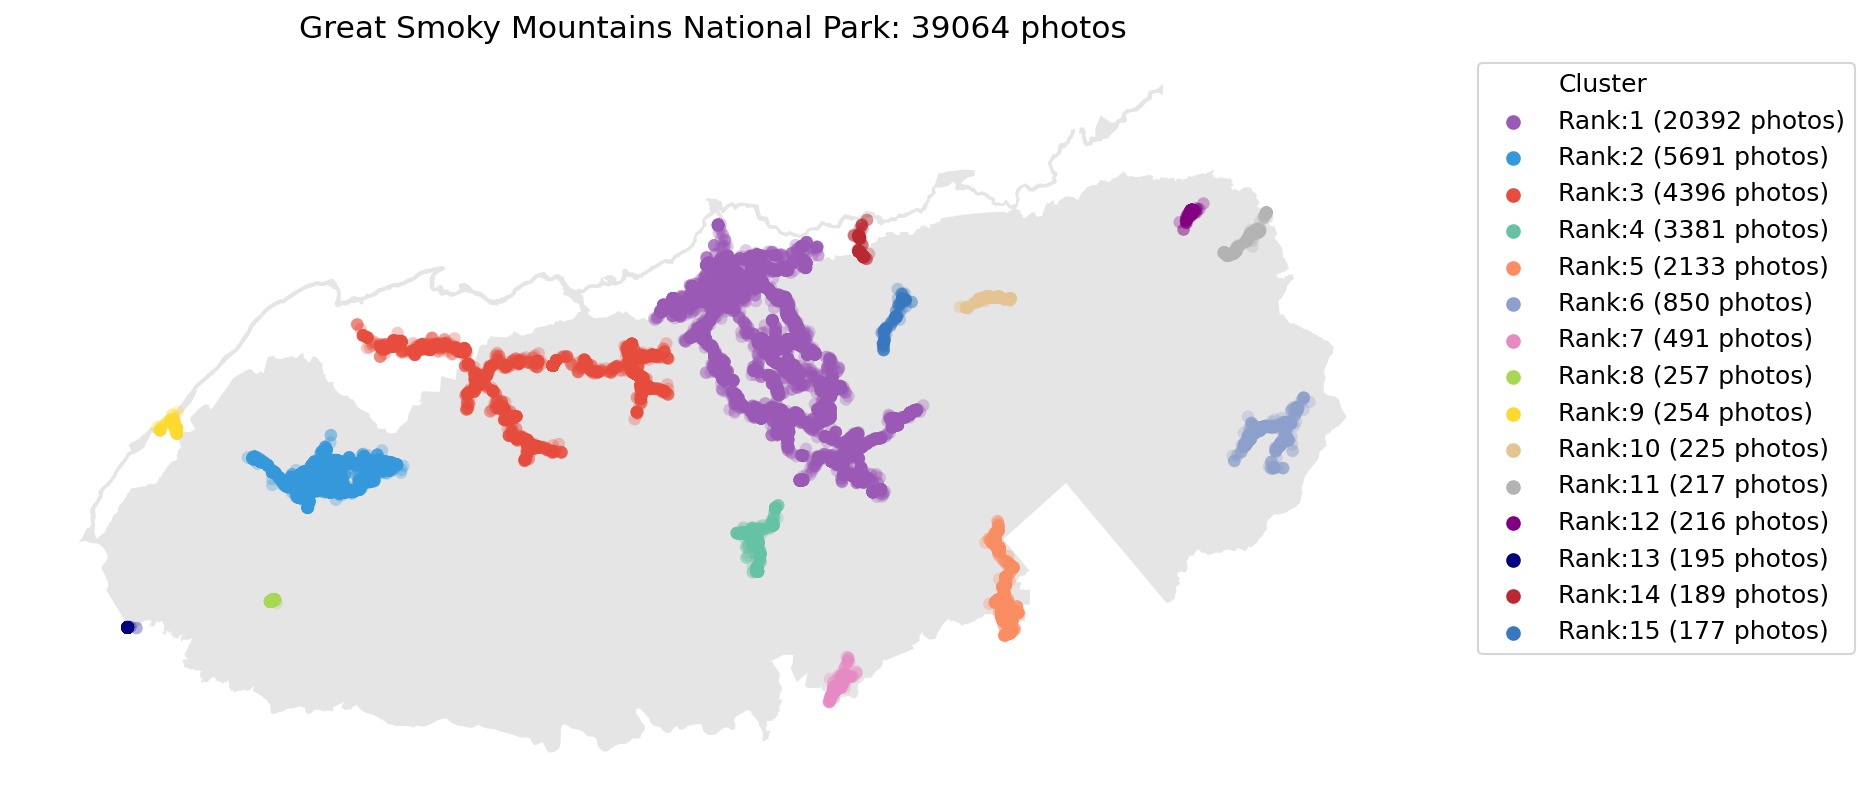 Great Smoky Mountains National Park: 39064 photos
Cluster
Rank:1 (20392 photos)
Rank:2 (5691 photos)
Rank:3 (4396 photos)
Rank:4 (3381 photos)
Rank:5 (2133 photos)
Rank:6 (850 photos)
Rank:7 (491 photos)
Rank:8 (257 photos)
Rank:9 (254 photos)
Rank:10 (225 photos)
Rank:11 (217 photos)
Rank:12 (216 photos)
Rank:13 (195 photos)
Rank:14 (189 photos)
Rank:15 (177 photos)